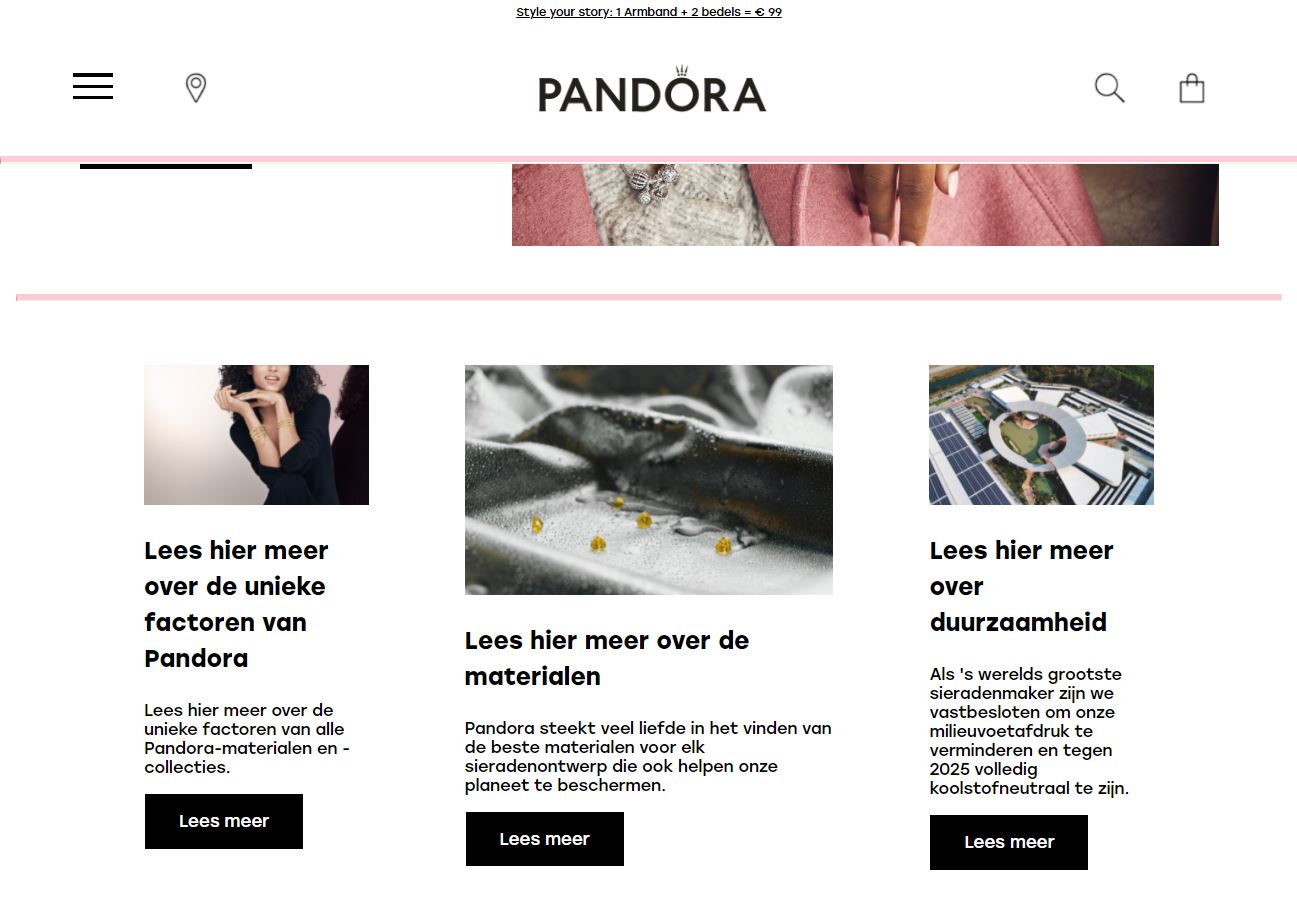 Style your story: 1 Armband + 2 bedels = € 99
PANDORA
Lees hier meer
over de unieke
factoren van
Pandora
Lees hier meer over de
unieke factoren van alle
Pandora-materialen en -
collecties.
Lees meer
Lees hier meer over de
materialen
Pandora steekt veel liefde in het vinden van
de beste materialen voor elk
sieradenontwerp die ook helpen onze
planeet te beschermen.
Lees meer
Lees hier meer
over
duurzaamheid
Als 's werelds grootste
sieradenmaker zijn we
vastbesloten om onze
milieuvoetafdruk te
verminderen en tegen
2025 volledig
koolstofneutraal te zijn.
Lees meer